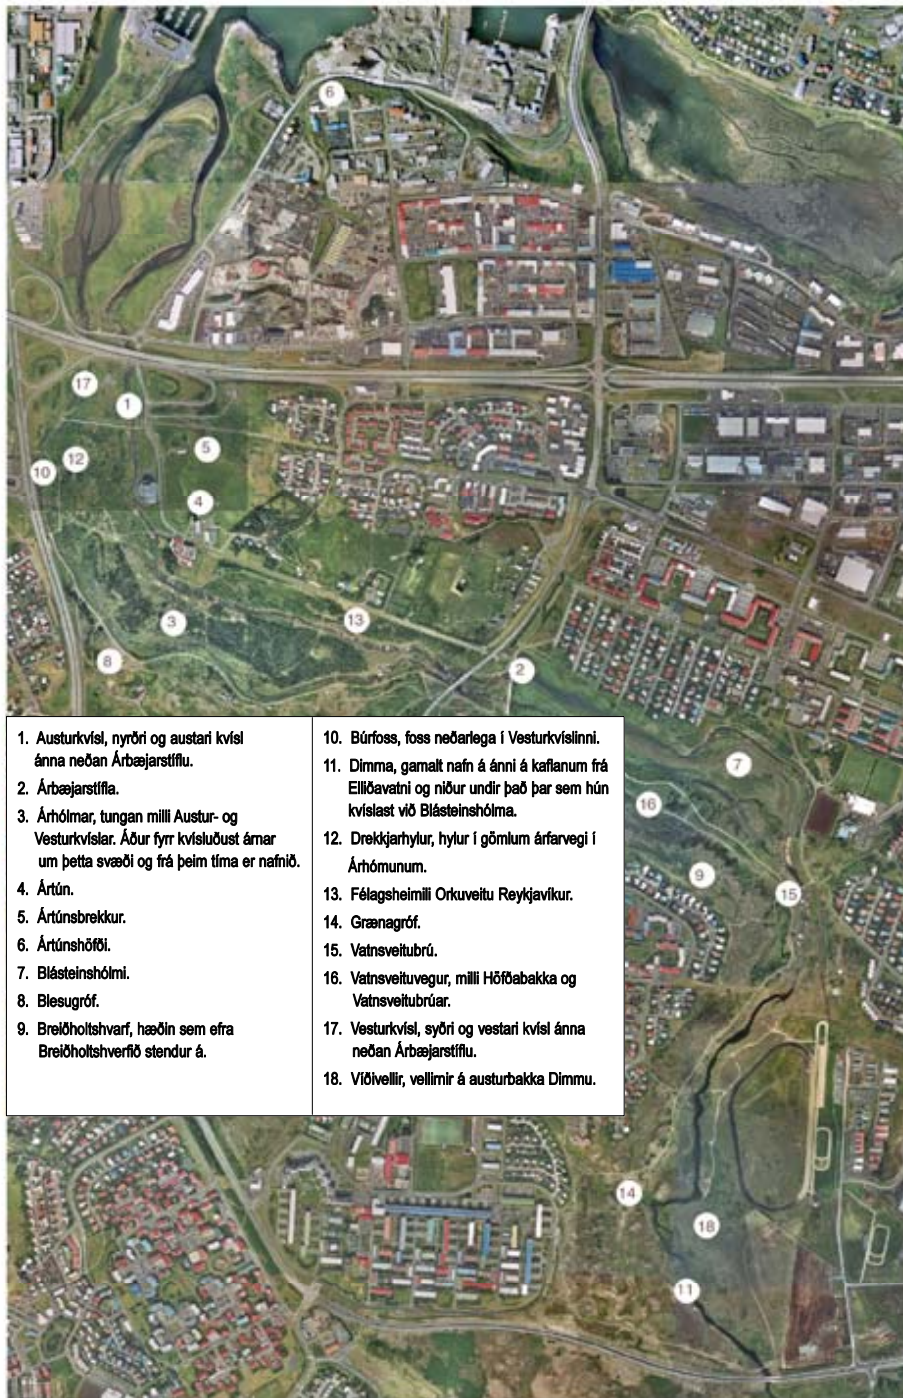 6
17
1
5
12
10
4
3
13
8
2
1. Austurkvísl, nyrðri og austari kvísl
ánna neðan Árbæjarstíflu.
2. Árbæjarstífla.
3. Árhólmar, tungan milli Austur- og
Vesturkvíslar. Áður fyrr kvísluðust árnar
um þetta svæði og frá þeim tíma er nafnið.
4. Ártún.
5. Ártúnsbrekkur.
6. Ártúnshöfði.
7. Blásteinshólmi.
8. Blesugróf.
9. Breiðholtshvarf, hæðin sem efra
Breiðholtshverfið stendur á.
10. Búrfoss, foss neðarlega í Vesturkvíslinni.
11. Dimma, gamalt nafn á ánni á kaflanum frá
Elliðavatni og niður undir það þar sem hún
kvíslast við Blásteinshólma.
12. Drekkjarhylur, hylur í gömlum árfarvegi í
Árhómunum.
13. Félagsheimili Orkuveitu Reykjavíkur.
14. Grænagróf.
15. Vatnsveitubrú.
16. Vatnsveituvegur, milli Höfðabakka og
Vatnsveitubrúar.
17. Vesturkvísl, syðri og vestari kvísl ánna
neðan Árbæjarstíflu.
18. Víðivellir, vellirnir á austurbakka Dimmu.
7
16
9
15
14
18
11